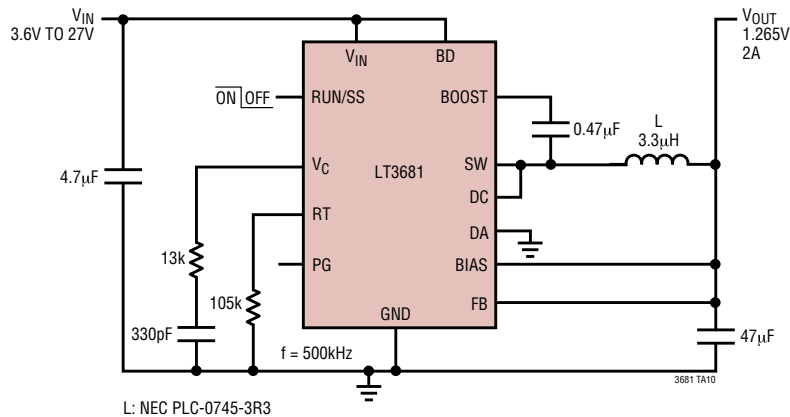 VIN
3.6V TO 27V
VOUT
1.265V
2A
VIN
BD
ON OFF
RUN/SS
BOOST
0.47µF
L
3.3µH
VC
LT3681
SW
4.7µF
DC
RT
DA
13k
PG
BIAS
105k
FB
GND
330pF
47µF
f = 500kHz
3681 TA10
L: NEC PLC-0745-3R3